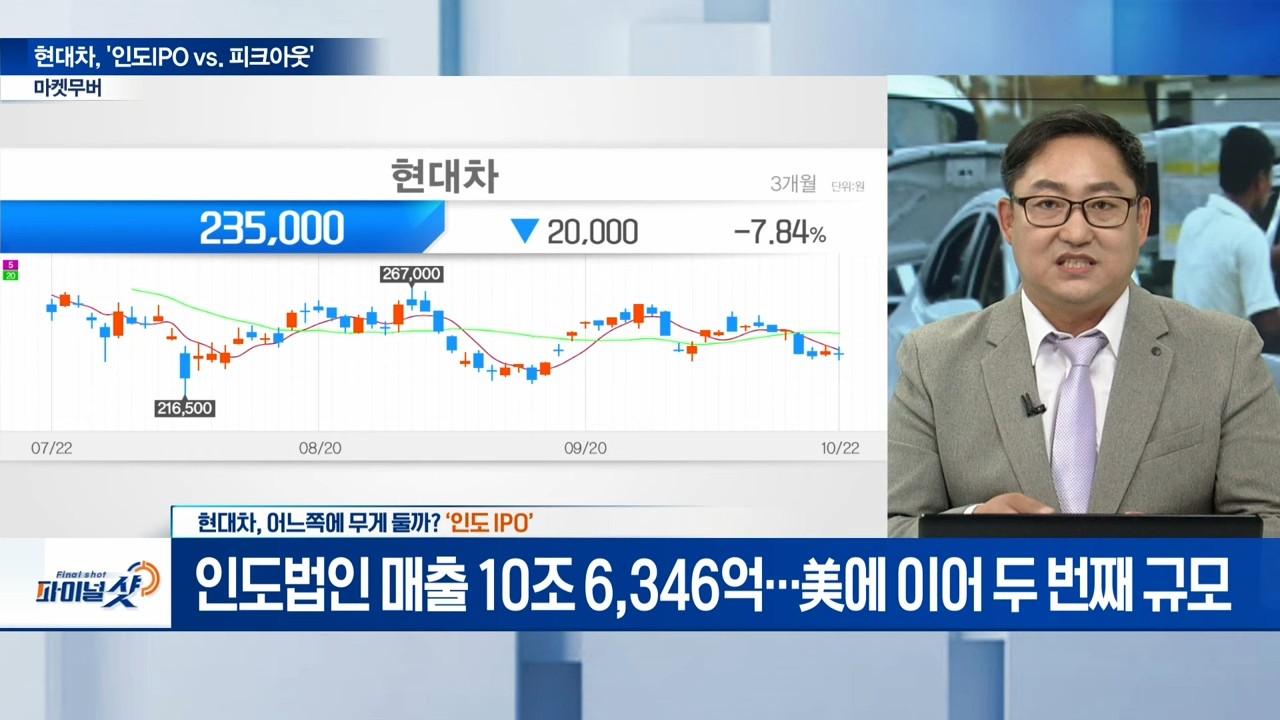 현대차, '인도IPO vs. 피크아웃'
마켓무버
현대차
3개월 단위:원
235,000 ▼20,000 -7.84%
5
20
267,000
216,500
07/22 08/20 09/20 10/22
현대차, 어느쪽에 무게 둘까? '인도 IPO'
Final shot
파이널샷
인도법인 매출 10조 6,346억…美에 이어 두 번째 규모